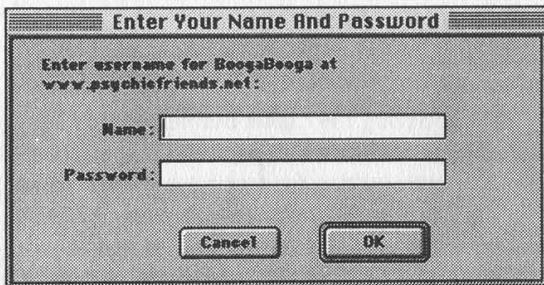 Enter Your Name And Password
Enter username for BoogaBooga at
www.psychicfriends.net:
Name:
Password:
Cancel
OK